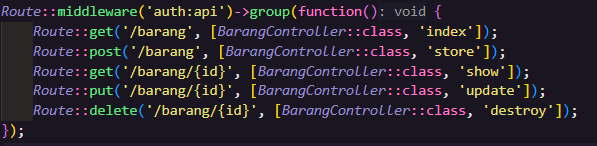 Route::middleware('auth:api')->group(function(): void {
Route::get('/barang', [BarangController::class, 'index']);
Route::post('/barang', [BarangController::class, 'store']);
Route::get('/barang/{id}', [BarangController::class, 'show']);
Route::put('/barang/{id}', [BarangController::class, 'update']);
Route::delete('/barang/{id}', [BarangController::class, 'destroy']);
});